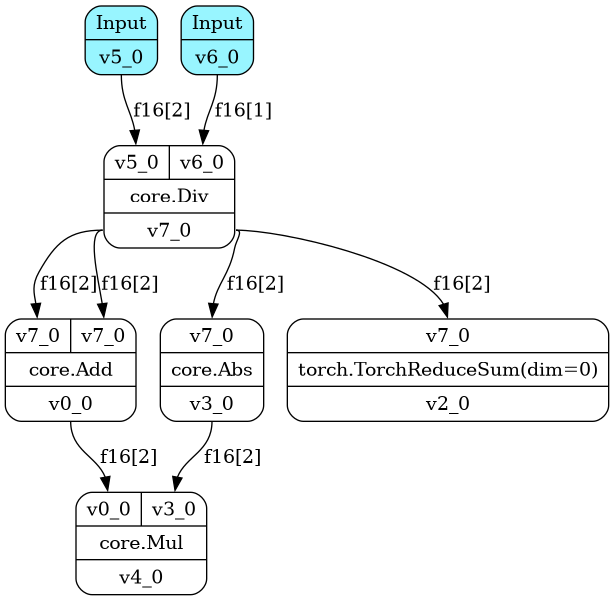 Input
v5_0
Input
v6_0
f16[2]
f16[1]
v5_0
v6_0
core.Div
v7_0
f16[2]
f16[2]
f16[2]
f16[2]
v7_0
v7_0
core.Add
v0_0
v7_0
core.Abs
v3_0
v7_0
torch.TorchReduceSum(dim=0)
v2_0
f16[2]
f16[2]
v0_0
v3_0
core.Mul
v4_0